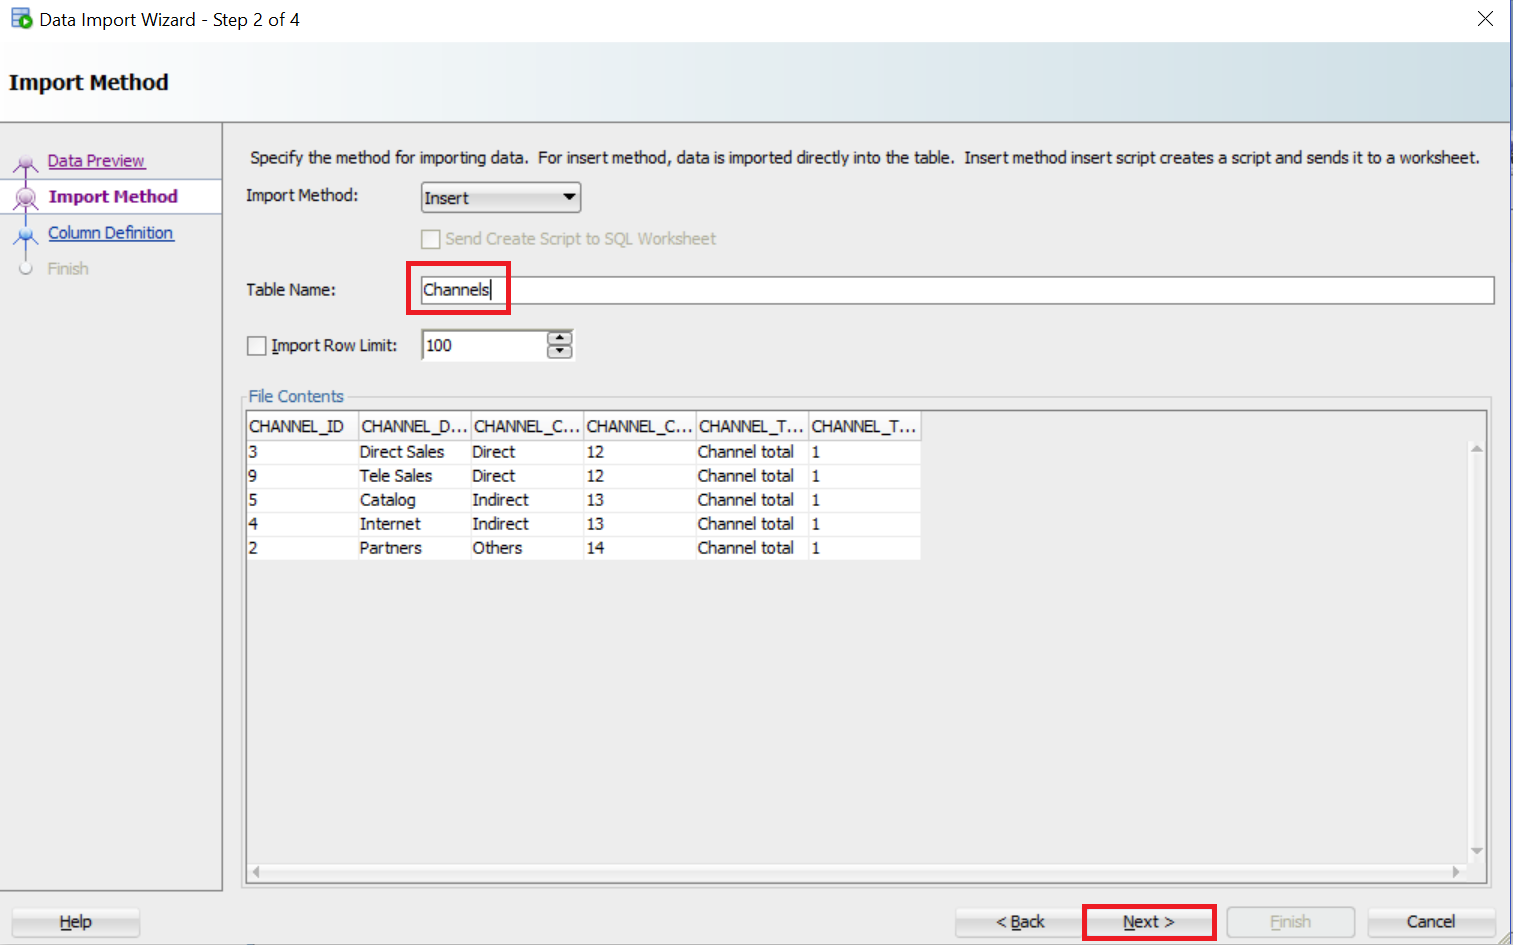 Data Import Wizard - Step 2 of 4
Import Method
Data Preview
Import Method
Column Definition
Finish
Specify the method for importing data. For insert method, data is imported directly into the table. Insert method insert script creates a script and sends it to a worksheet.
Import Method: Insert
Send Create Script to SQL Worksheet
Table Name: Channels
Import Row Limit: 100
File Contents
CHANNEL_ID CHANNEL_D... CHANNEL_C... CHANNEL_C... CHANNEL_T... CHANNEL_T...
3 Direct Sales Direct 12 Channel total 1
9 Tele Sales Direct 12 Channel total 1
5 Catalog Indirect 13 Channel total 1
4 Internet Indirect 13 Channel total 1
2 Partners Others 14 Channel total 1
Help < Back Next > Finish Cancel